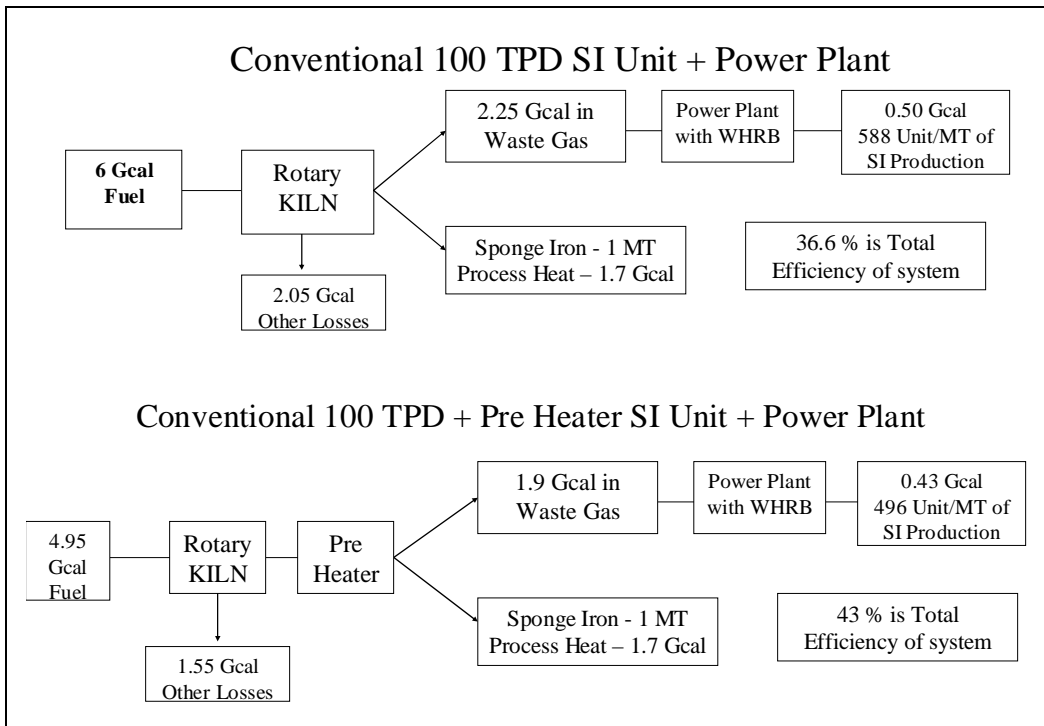 Conventional 100 TPD SI Unit + Power Plant
6 Gcal
Fuel
Rotary
KILN
2.25 Gcal in
Waste Gas
Power Plant
with WHRB
0.50 Gcal
588 Unit/MT of
SI Production
Sponge Iron - 1 MT
Process Heat – 1.7 Gcal
36.6 % is Total
Efficiency of system
2.05 Gcal
Other Losses
Conventional 100 TPD + Pre Heater SI Unit + Power Plant
4.95
Gcal
Fuel
Rotary
KILN
Pre
Heater
1.9 Gcal in
Waste Gas
Power Plant
with WHRB
0.43 Gcal
496 Unit/MT of
SI Production
Sponge Iron - 1 MT
Process Heat – 1.7 Gcal
43 % is Total
Efficiency of system
1.55 Gcal
Other Losses